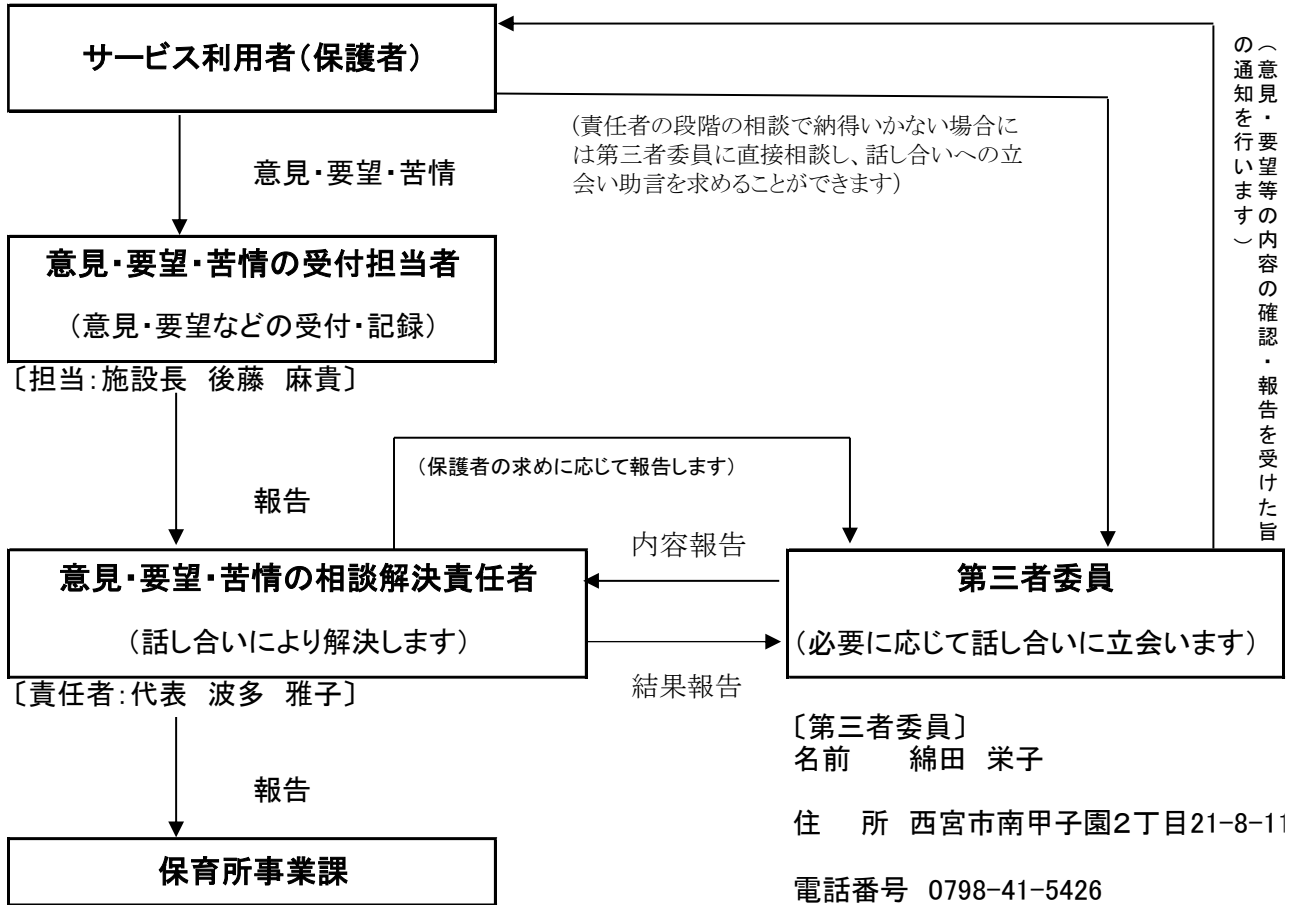 サービス利用者(保護者)
(責任者の段階の相談で納得いかない場合に
は第三者委員に直接相談し、話し合いへの立
会い助言を求めることができます)
(意見・要望等の内容の確認・報告を受けた旨
の通知を行います)
意見・要望・苦情
意見・要望・苦情の受付担当者
(意見・要望などの受付・記録)
〔担当:施設長 後藤 麻貴〕
報告
(保護者の求めに応じて報告します)
内容報告
意見・要望・苦情の相談解決責任者
(話し合いにより解決します)
〔責任者:代表 波多 雅子〕
結果報告
第三者委員
(必要に応じて話し合いに立会います)
〔第三者委員〕
名前 綿田 栄子
住 所 西宮市南甲子園2丁目21-8-11
電話番号 0798-41-5426
報告
保育所事業課